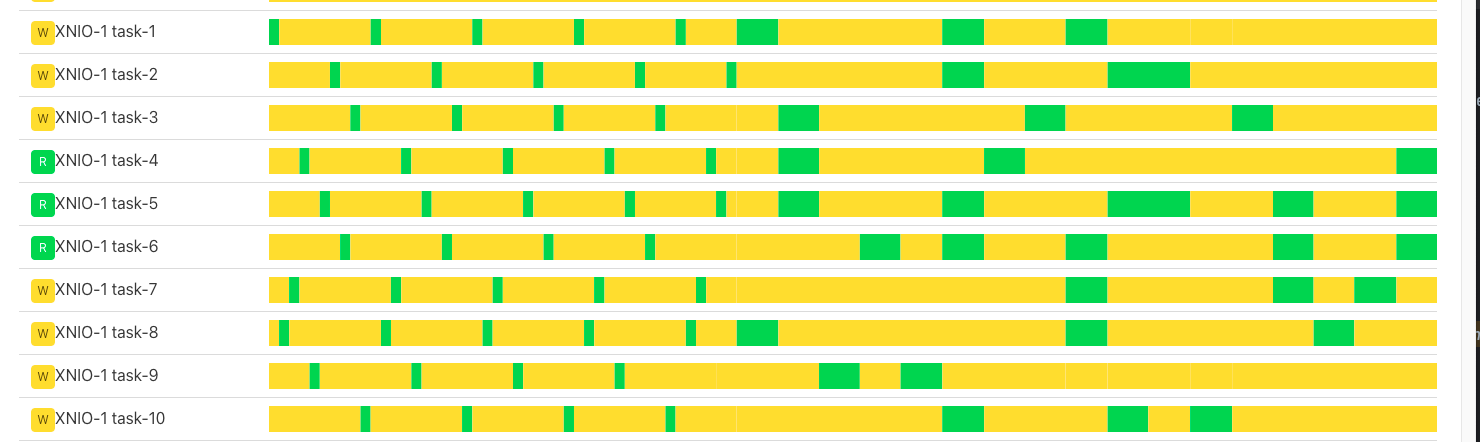 W XNIO-1 task-1
W XNIO-1 task-2
W XNIO-1 task-3
R XNIO-1 task-4
R XNIO-1 task-5
R XNIO-1 task-6
W XNIO-1 task-7
W XNIO-1 task-8
W XNIO-1 task-9
W XNIO-1 task-10